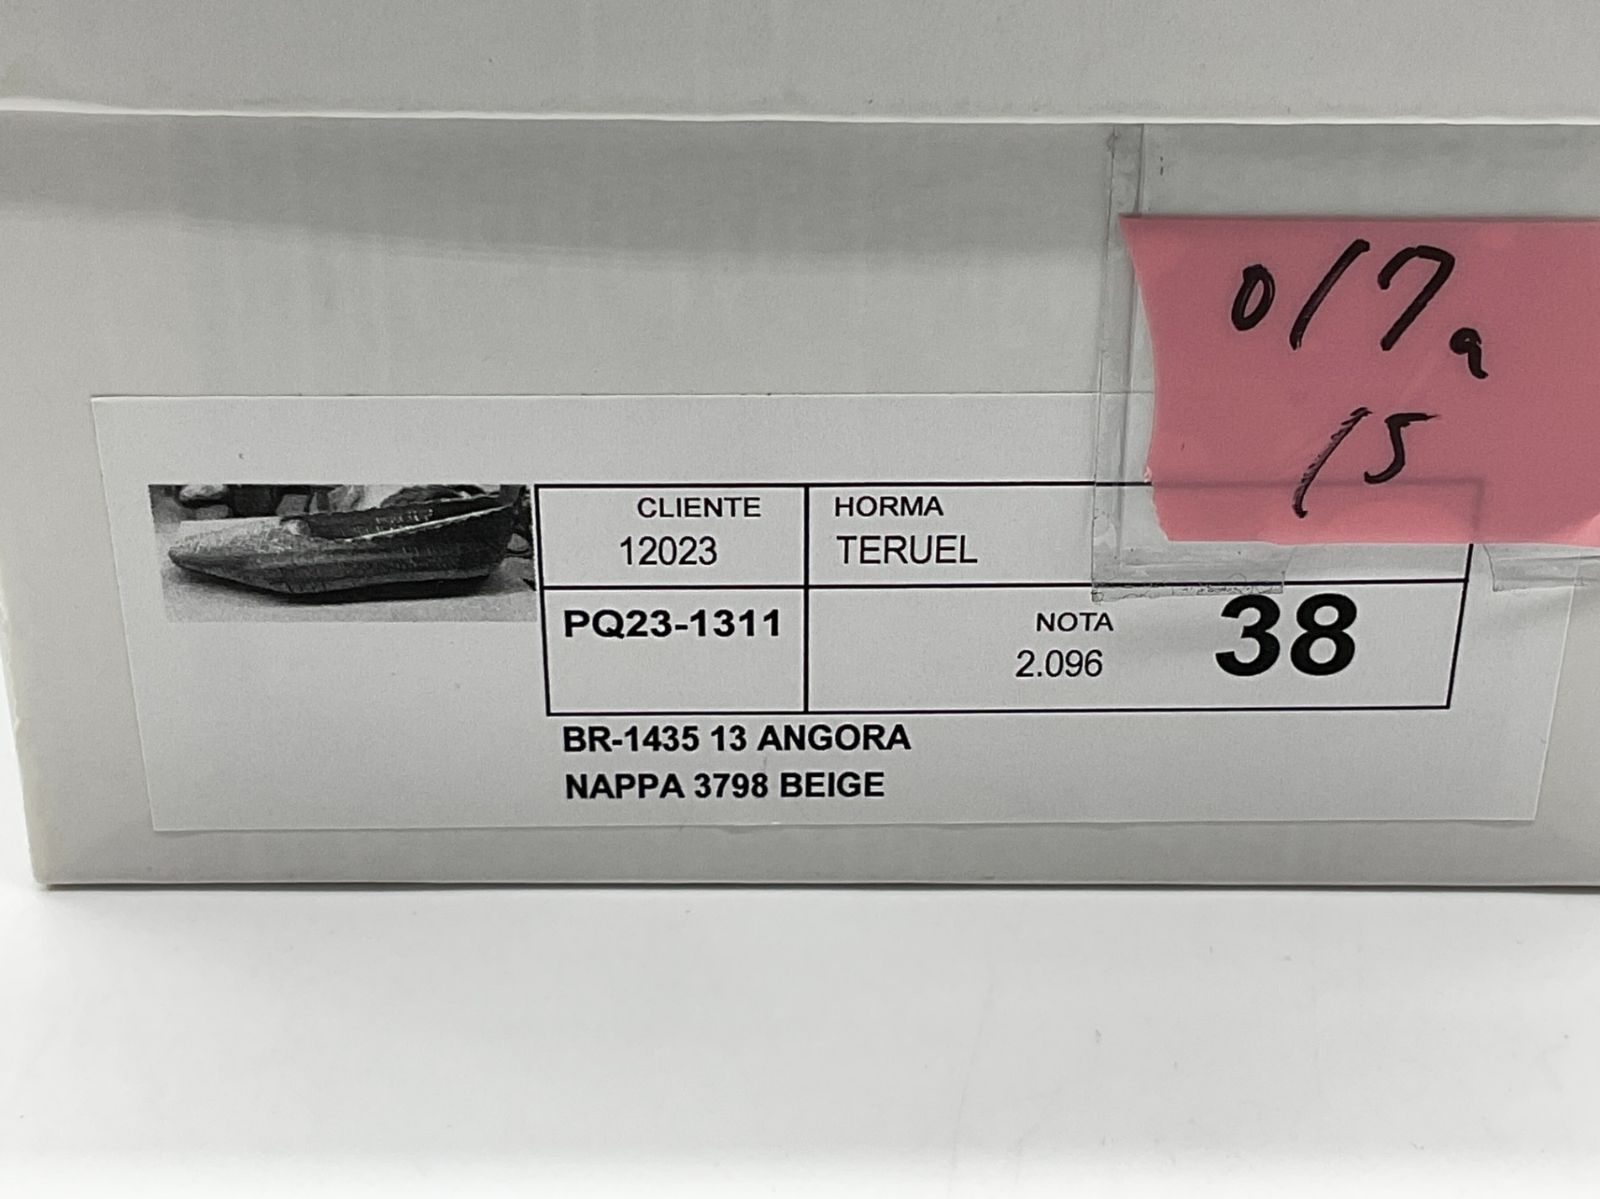 017a
15
CLIENTE
12023
HORMA
TERUEL
PQ23-1311
NOTA
2.096
38
BR-1435 13 ANGORA
NAPPA 3798 BEIGE